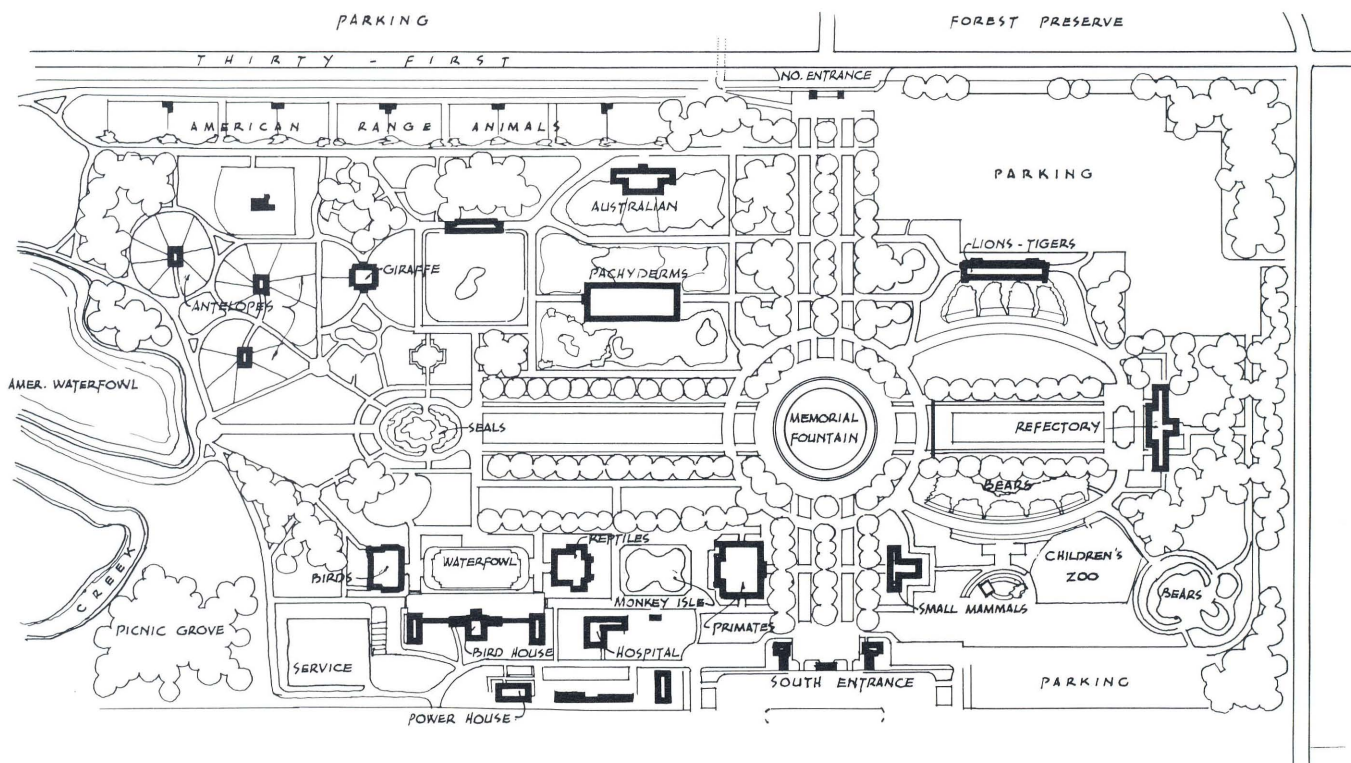 PARKING
FOREST PRESERVE
THIRTY-FIRST
NO. ENTRANCE
AMERICAN RANGE ANIMALS
PARKING
AUSTRALIAN
LIONS-TIGERS
GIRAFFE
PACHYDERMS
ANTELOPES
AMER. WATERFOWL
SEALS
MEMORIAL
FOUNTAIN
REFECTORY
BEARS
REPTILES
BIRDS
WATERFOWL
CHILDREN'S
ZOO
CREEK
MONKEY ISLE
SMALL MAMMALS
BEARS
PICNIC GROVE
PRIMATES
BIRD HOUSE
HOSPITAL
SERVICE
SOUTH ENTRANCE
PARKING
POWER HOUSE